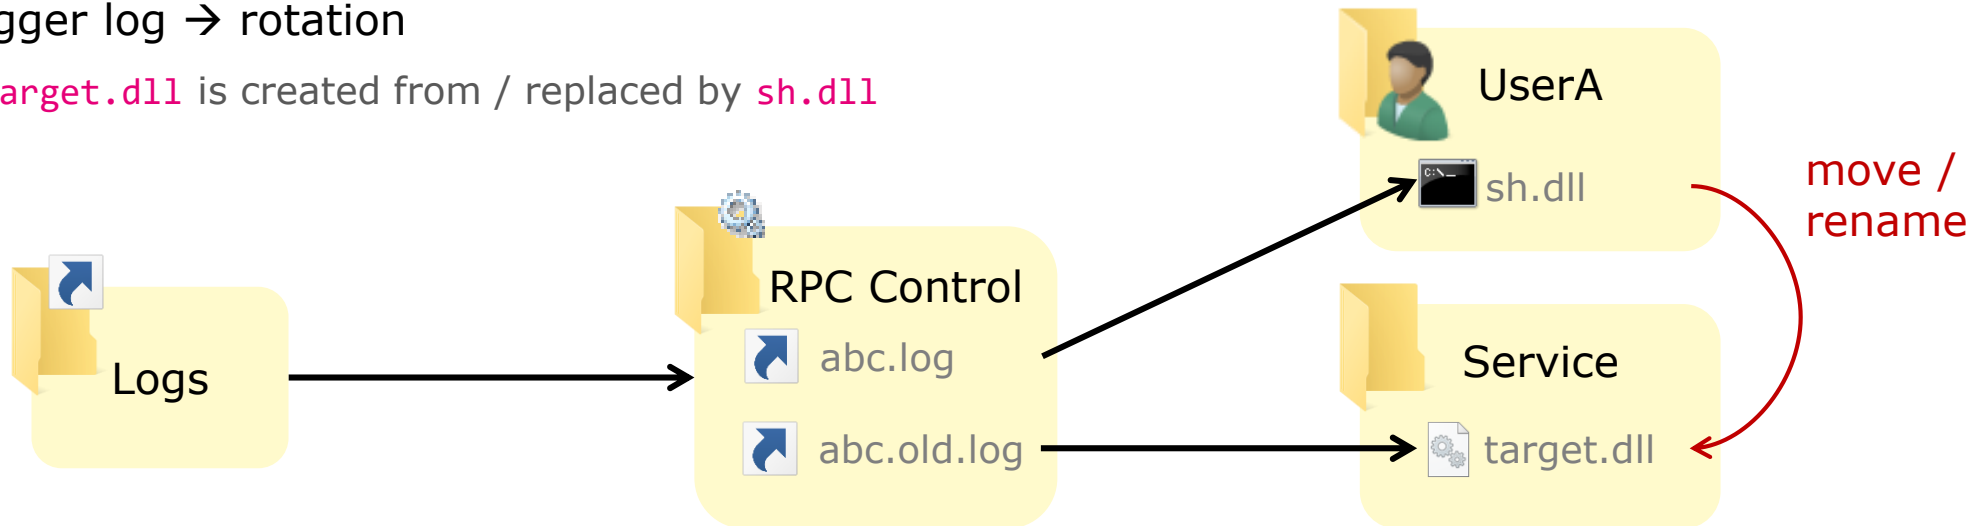 gger log → rotation
arget.dll is created from / replaced by sh.dll
UserA
sh.dll
move /
rename
RPC Control
abc.log
abc.old.log
Logs
Service
target.dll
C:\_